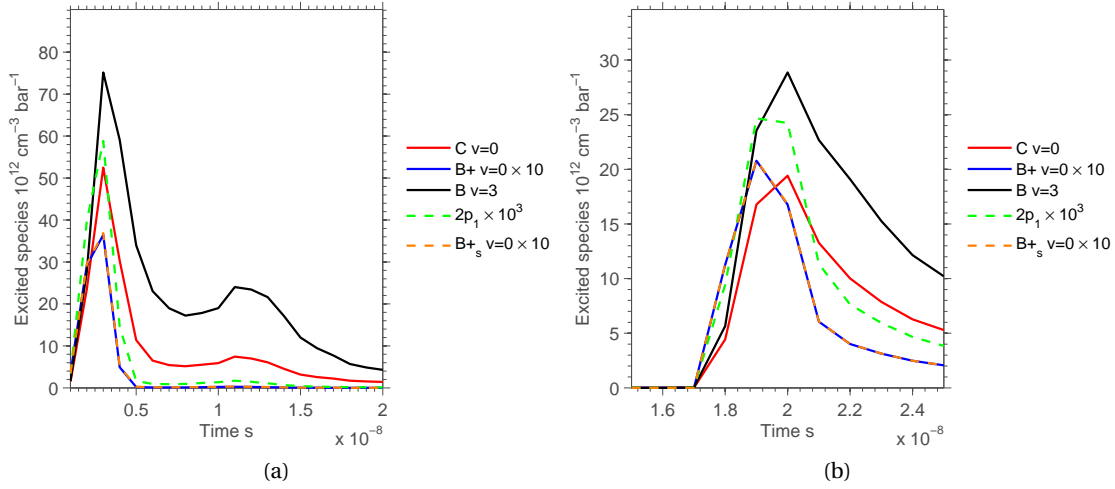 90
80
70
60
50
40
30
20
10
0
Excited species 10¹² cm⁻³ bar⁻¹
0.5 1 1.5 2
Time s
x 10⁻⁸
C v=0
B+ v=0 × 10
B v=3
2p₁ × 10³
B+ₛ v=0 × 10
(a)
30
25
20
15
10
5
0
Excited species 10¹² cm⁻³ bar⁻¹
1.6 1.8 2 2.2 2.4
Time s
x 10⁻⁸
C v=0
B+ v=0 × 10
B v=3
2p₁ × 10³
B+ₛ v=0 × 10
(b)